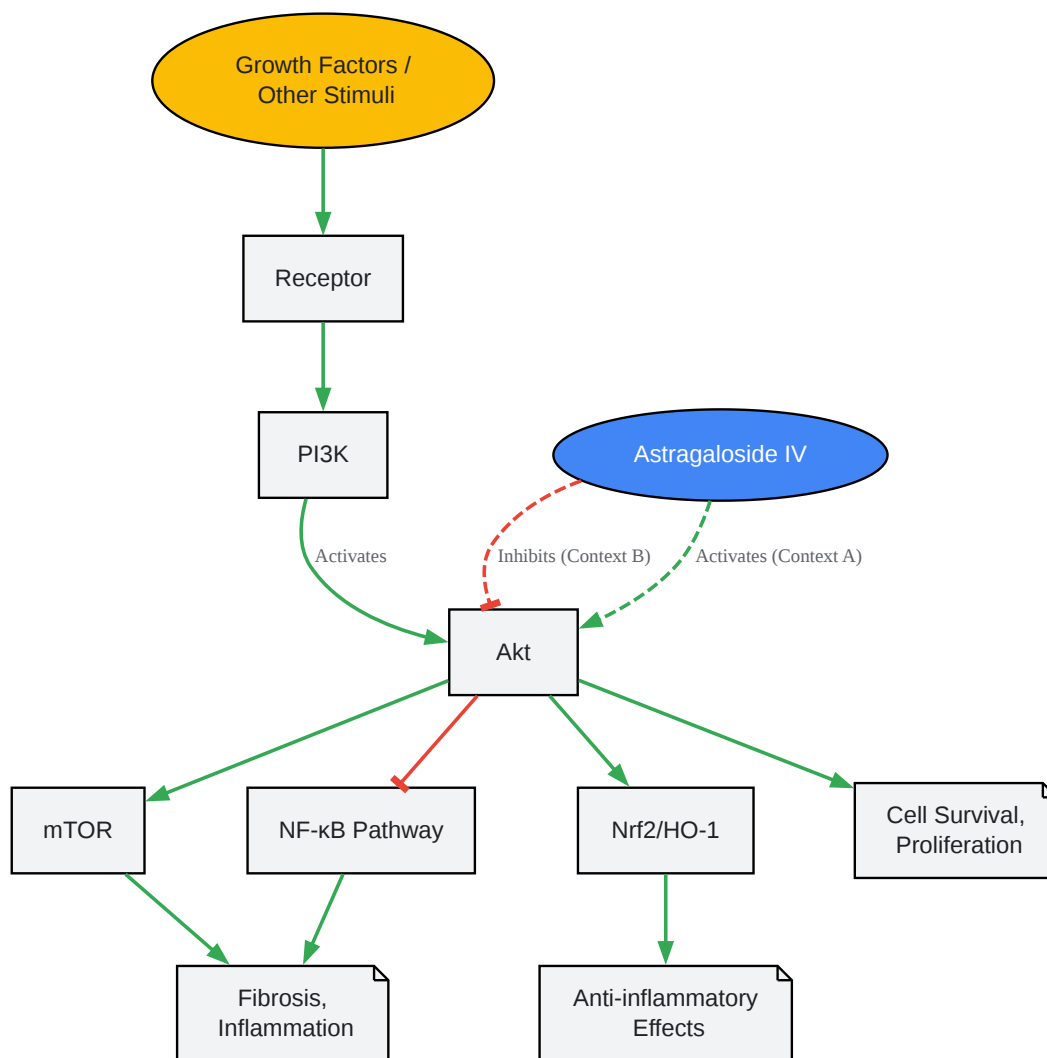 Growth Factors /
Other Stimuli
Receptor
PI3K
Astragaloside IV
Activates
Inhibits (Context B)
Activates (Context A)
Akt
mTOR
NF-κB Pathway
Nrf2/HO-1
Cell Survival,
Proliferation
Fibrosis,
Inflammation
Anti-inflammatory
Effects